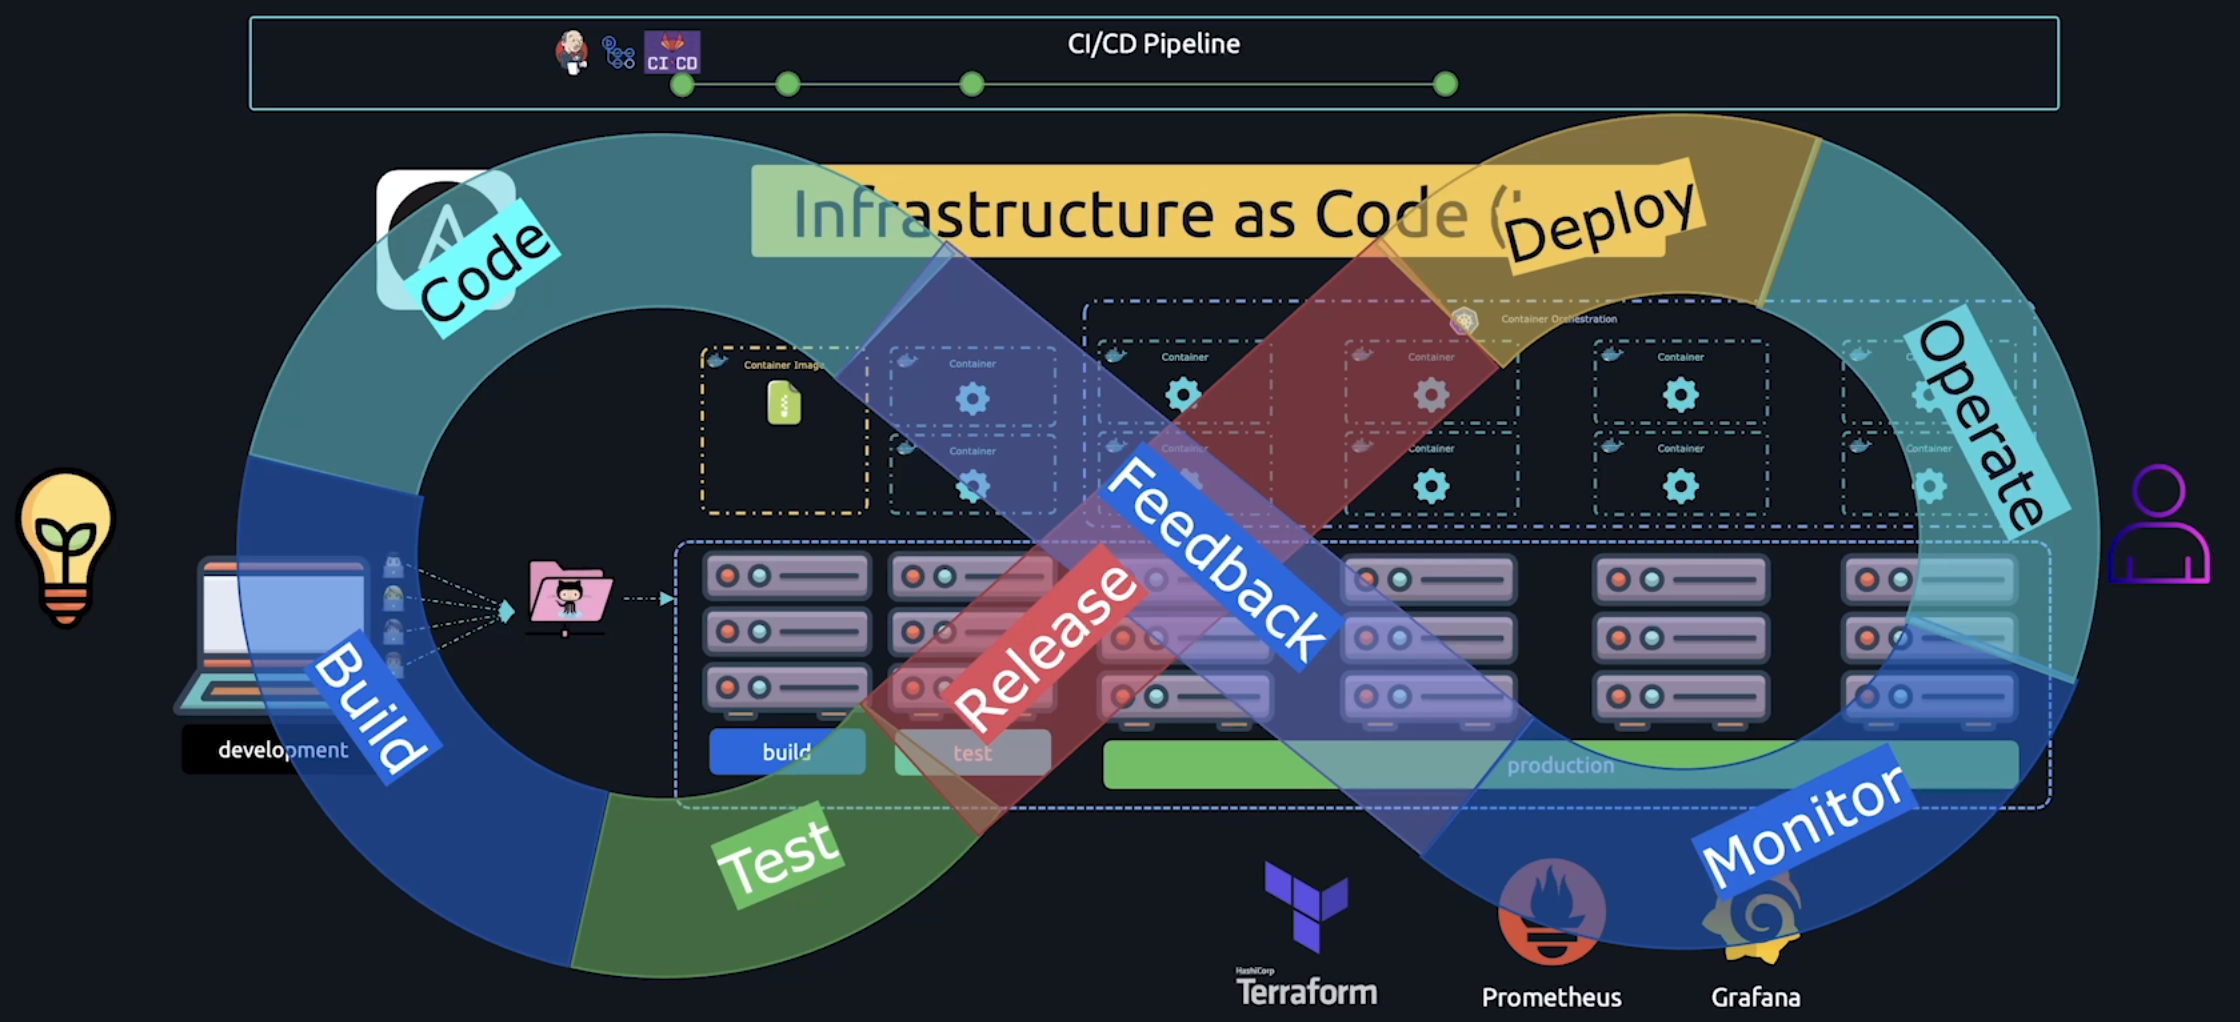 CI/CD Pipeline
CI CD
Infrastructure as Code (
Code
Deploy
Operate
Container Orchestration
Container Imag
Container
Container
Container
Container
Container
Container
Container
Container
Container
Container
Feedback
Release
Build
Test
Monitor
development
build
test
production
HashiCorp
Terraform
Prometheus
Grafana